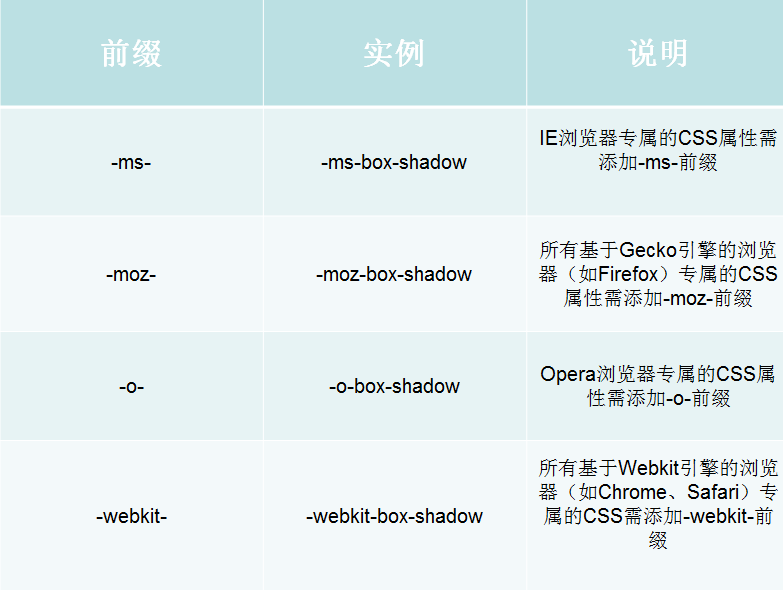 前缀
实例
说明
-ms-
-ms-box-shadow
IE浏览器专属的CSS属性需
添加-ms-前缀
-moz-
-moz-box-shadow
所有基于Gecko引擎的浏览
器（如Firefox）专属的CSS
属性需添加-moz-前缀
-o-
-o-box-shadow
Opera浏览器专属的CSS属
性需添加-o-前缀
-webkit-
-webkit-box-shadow
所有基于Webkit引擎的浏览
器（如Chrome、Safari）专
属的CSS需添加-webkit-前
缀